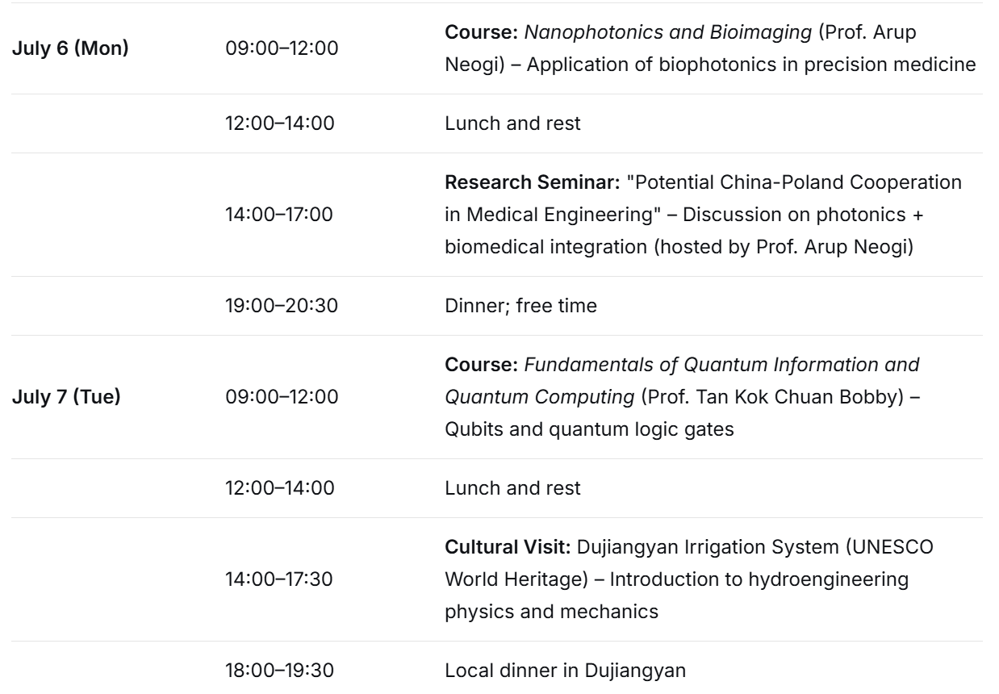 July 6 (Mon)
09:00–12:00
Course: Nanophotonics and Bioimaging (Prof. Arup
Neogi) – Application of biophotonics in precision medicine
12:00–14:00
Lunch and rest
14:00–17:00
Research Seminar: "Potential China-Poland Cooperation
in Medical Engineering" – Discussion on photonics +
biomedical integration (hosted by Prof. Arup Neogi)
19:00–20:30
Dinner; free time
July 7 (Tue)
09:00–12:00
Course: Fundamentals of Quantum Information and
Quantum Computing (Prof. Tan Kok Chuan Bobby) –
Qubits and quantum logic gates
12:00–14:00
Lunch and rest
14:00–17:30
Cultural Visit: Dujiangyan Irrigation System (UNESCO
World Heritage) – Introduction to hydroengineering
physics and mechanics
18:00–19:30
Local dinner in Dujiangyan